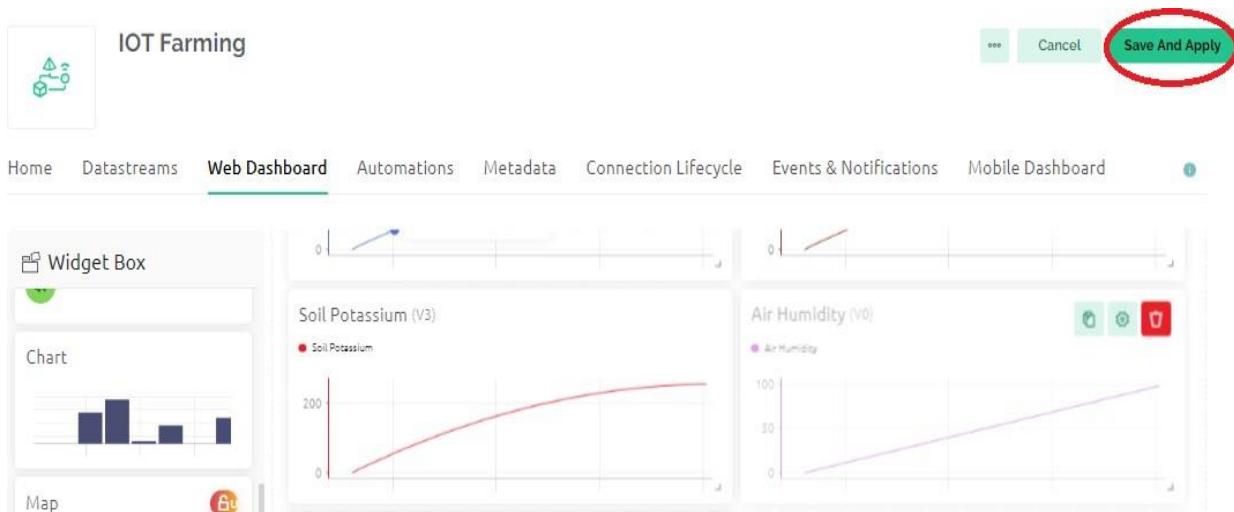 IOT Farming
Cancel
Save And Apply
Home Datastreams Web Dashboard Automations Metadata Connection Lifecycle Events & Notifications Mobile Dashboard
Widget Box
0
0
Soil Potassium (V3)
Soil Potassium
200
0
Air Humidity (V0)
Air Humidity
100
50
0
Chart
Map